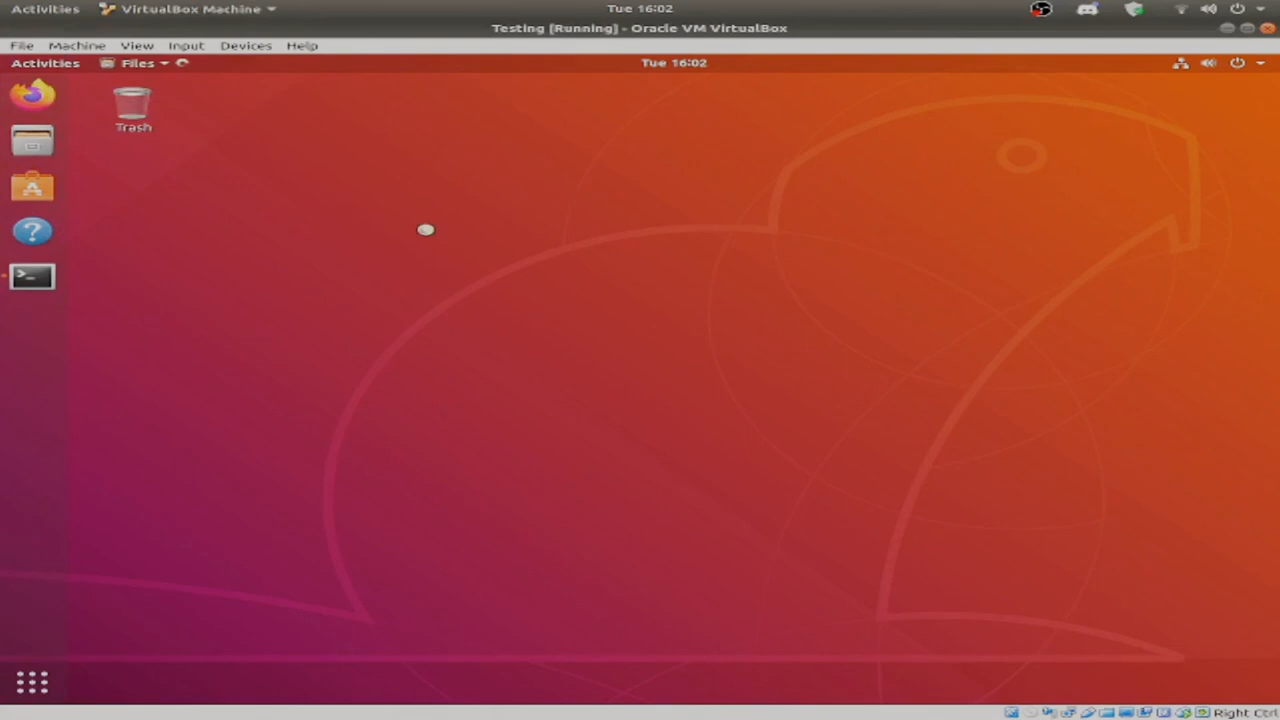 Activities VirtualBox Machine Tue 16:02
Testing [Running] - Oracle VM VirtualBox
File Machine View Input Devices Help
Activities Files Tue 16:02
Trash
Right Ctrl